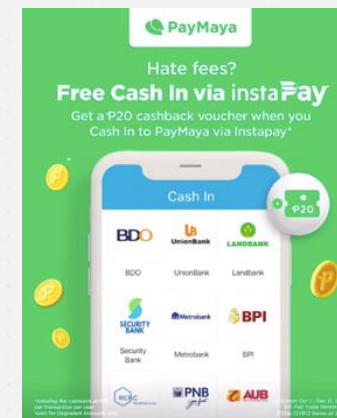 PayMaya
Hate fees?
Free Cash In via instaPay
Get a ₱20 cashback voucher when you
Cash In to PayMaya via Instapay*
Cash In
₱20
BDO UnionBank LANDBANK
BDO UnionBank Landbank
SECURITY BANK Metrobank BPI
Security Bank Metrobank BPI
RCBC PNB AUB